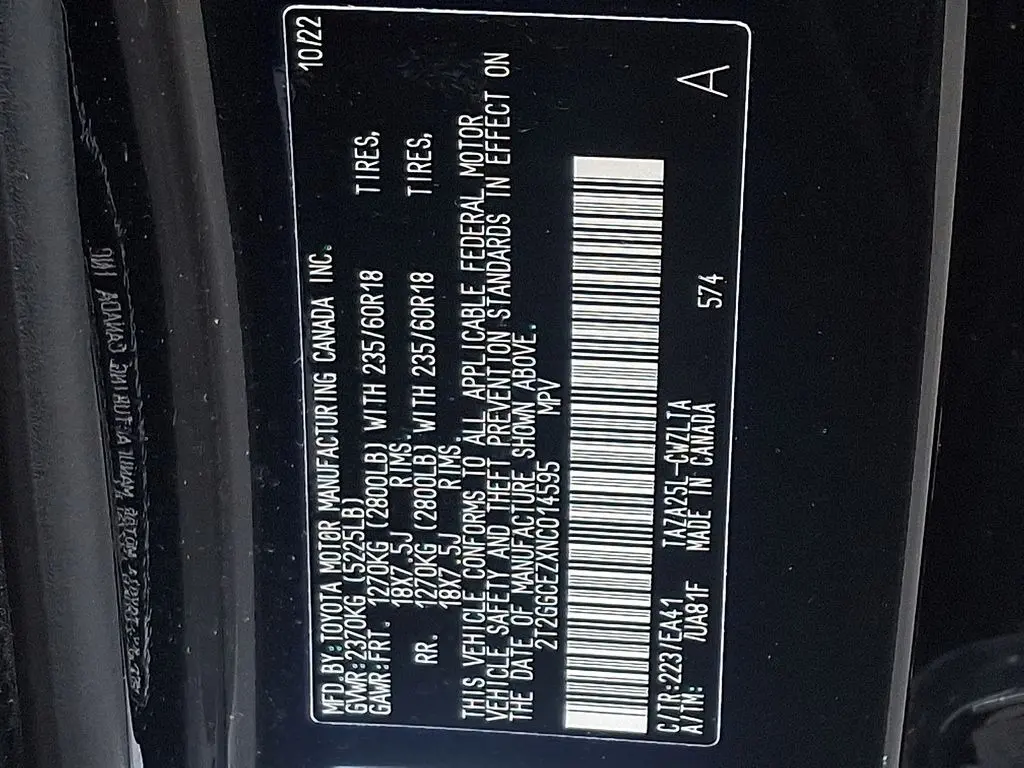 10/22
MFD.BY:TOYOTA MOTOR MANUFACTURING CANADA INC.
GVWR:2370KG (5225LB)
GAWR:FRT. 1270KG (2800LB) WITH 235/60R18 TIRES,
18X7.5J RIMS.
RR. 1270KG (2800LB) WITH 235/60R18 TIRES,
18X7.5J RIMS.
THIS VEHICLE CONFORMS TO ALL APPLICABLE FEDERAL MOTOR
VEHICLE SAFETY AND THEFT PREVENTION STANDARDS IN EFFECT ON
THE DATE OF MANUFACTURE SHOWN ABOVE.
2T2GGCEZXNC014595 MPV
C/TR:2237EA41 TAZA25L-CWZLTA
A/TM: /UA81F MADE IN CANADA 574
A